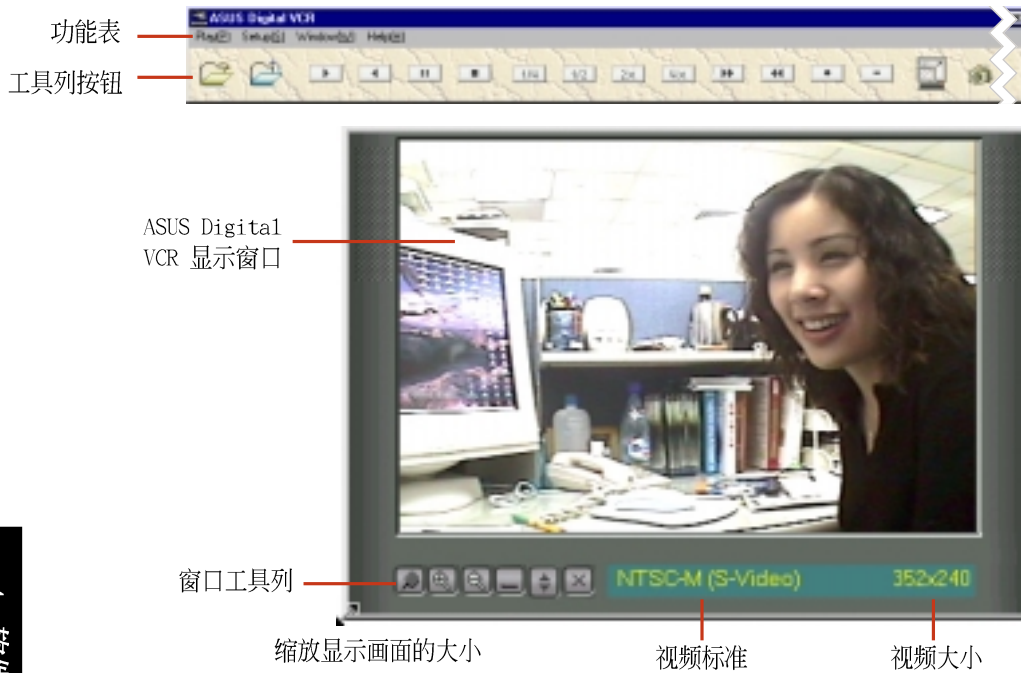 ASUS Digital VCR
功能表
Play(P) Setup(S) Window(W) Help(H)
工具列按钮
1/4 1/2 2x 4x
ASUS Digital
VCR 显示窗口
窗口工具列
NTSC-M (S-Video) 352x240
缩放显示画面的大小
视频标准
视频大小